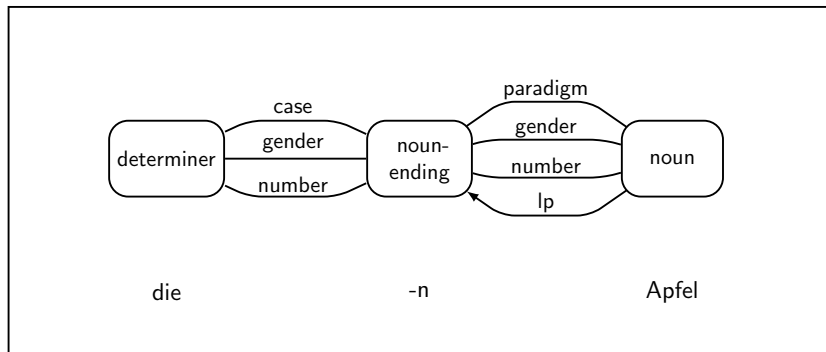 case
gender
number
paradigm
gender
number
lp
determiner
noun-
ending
noun
die
-n
Apfel